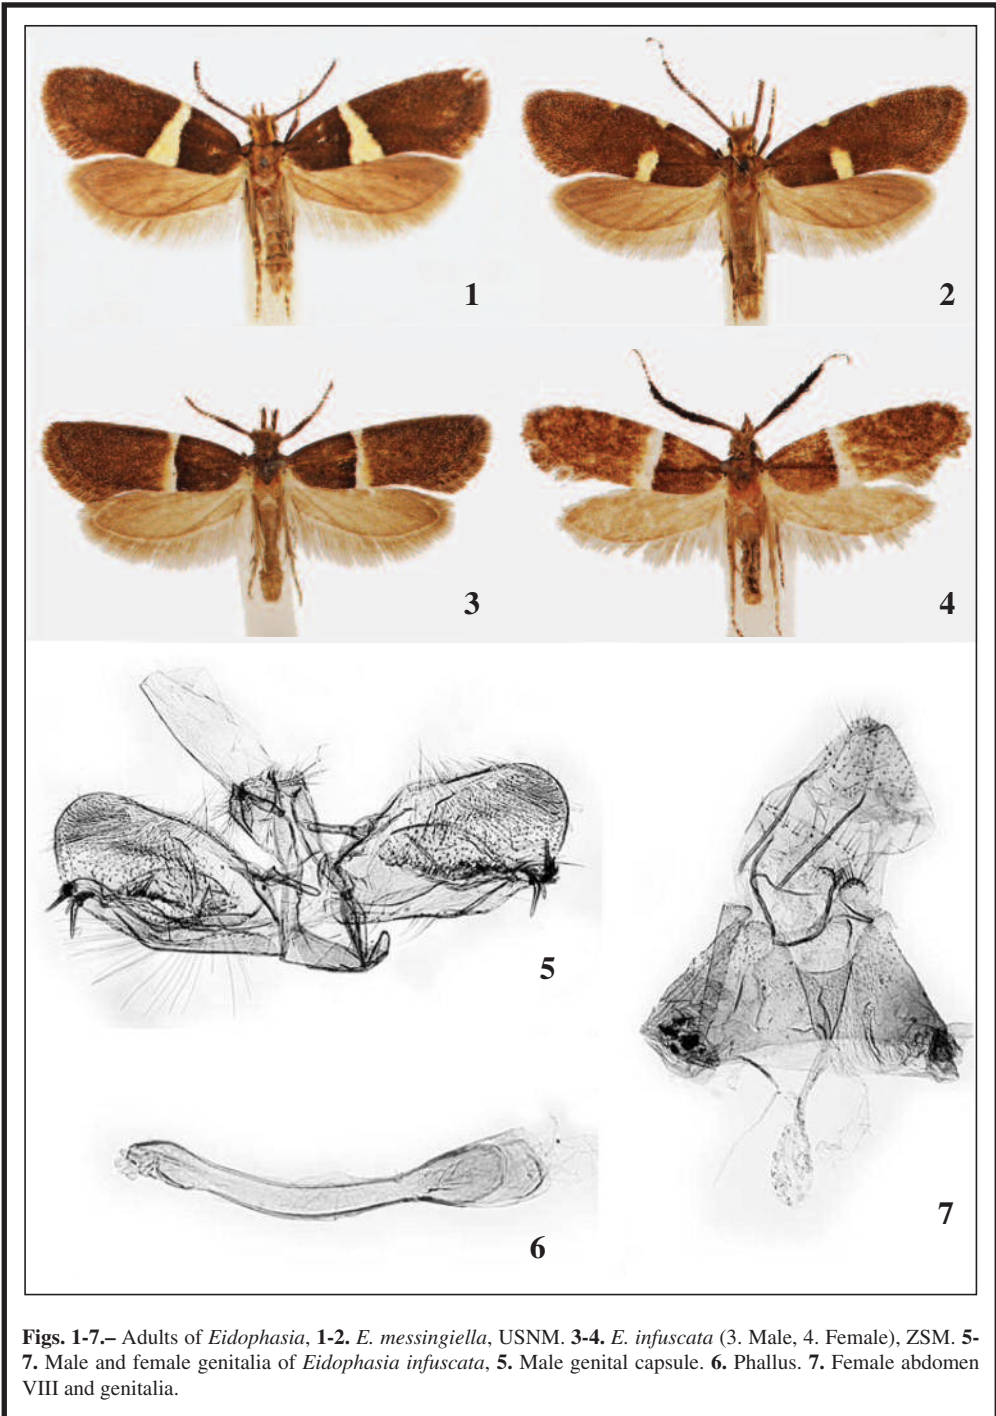 1
2
3
4
5
6
7
Figs. 1-7.– Adults of Eidophasia, 1-2. E. messingiella, USNM. 3-4. E. infuscata (3. Male, 4. Female), ZSM. 5-
7. Male and female genitalia of Eidophasia infuscata, 5. Male genital capsule. 6. Phallus. 7. Female abdomen
VIII and genitalia.